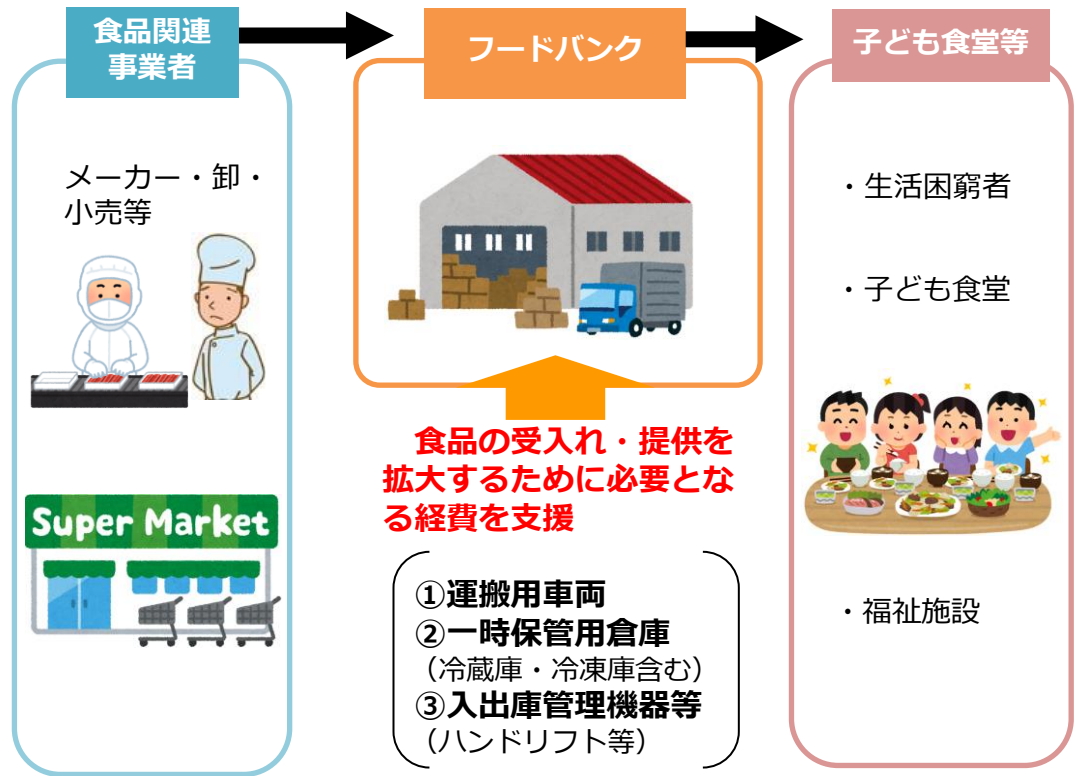 食品関連
事業者
メーカー・卸・
小売等
Super Market
フードバンク
食品の受入れ・提供を
拡大するために必要とな
る経費を支援
①運搬用車両
②一時保管用倉庫
（冷蔵庫・冷凍庫含む）
③入出庫管理機器等
（ハンドリフト等）
子ども食堂等
・生活困窮者
・子ども食堂
・福祉施設